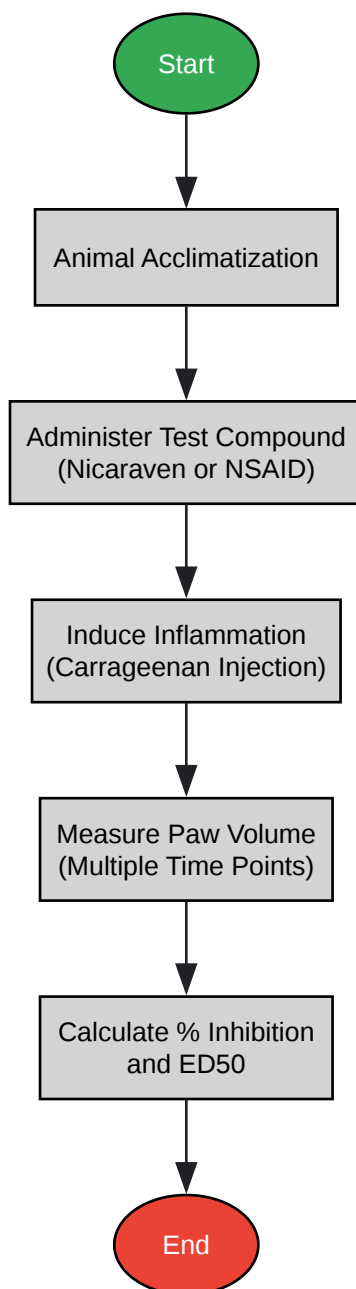 Start
Animal Acclimatization
Administer Test Compound
(Nicaraven or NSAID)
Induce Inflammation
(Carrageenan Injection)
Measure Paw Volume
(Multiple Time Points)
Calculate % Inhibition
and ED50
End